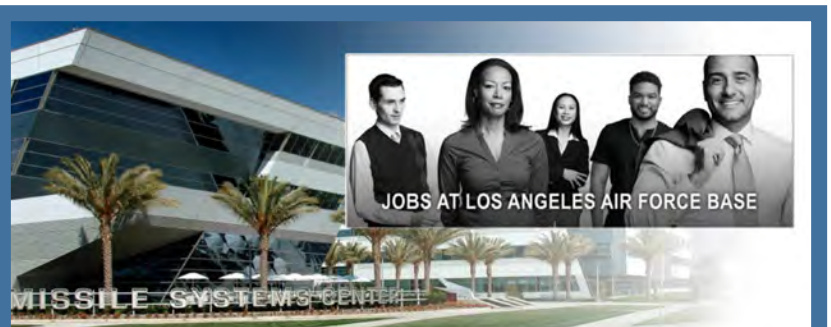 JOBS AT LOS ANGELES AIR FORCE BASE
MISSILE SYSTEMS CENTER